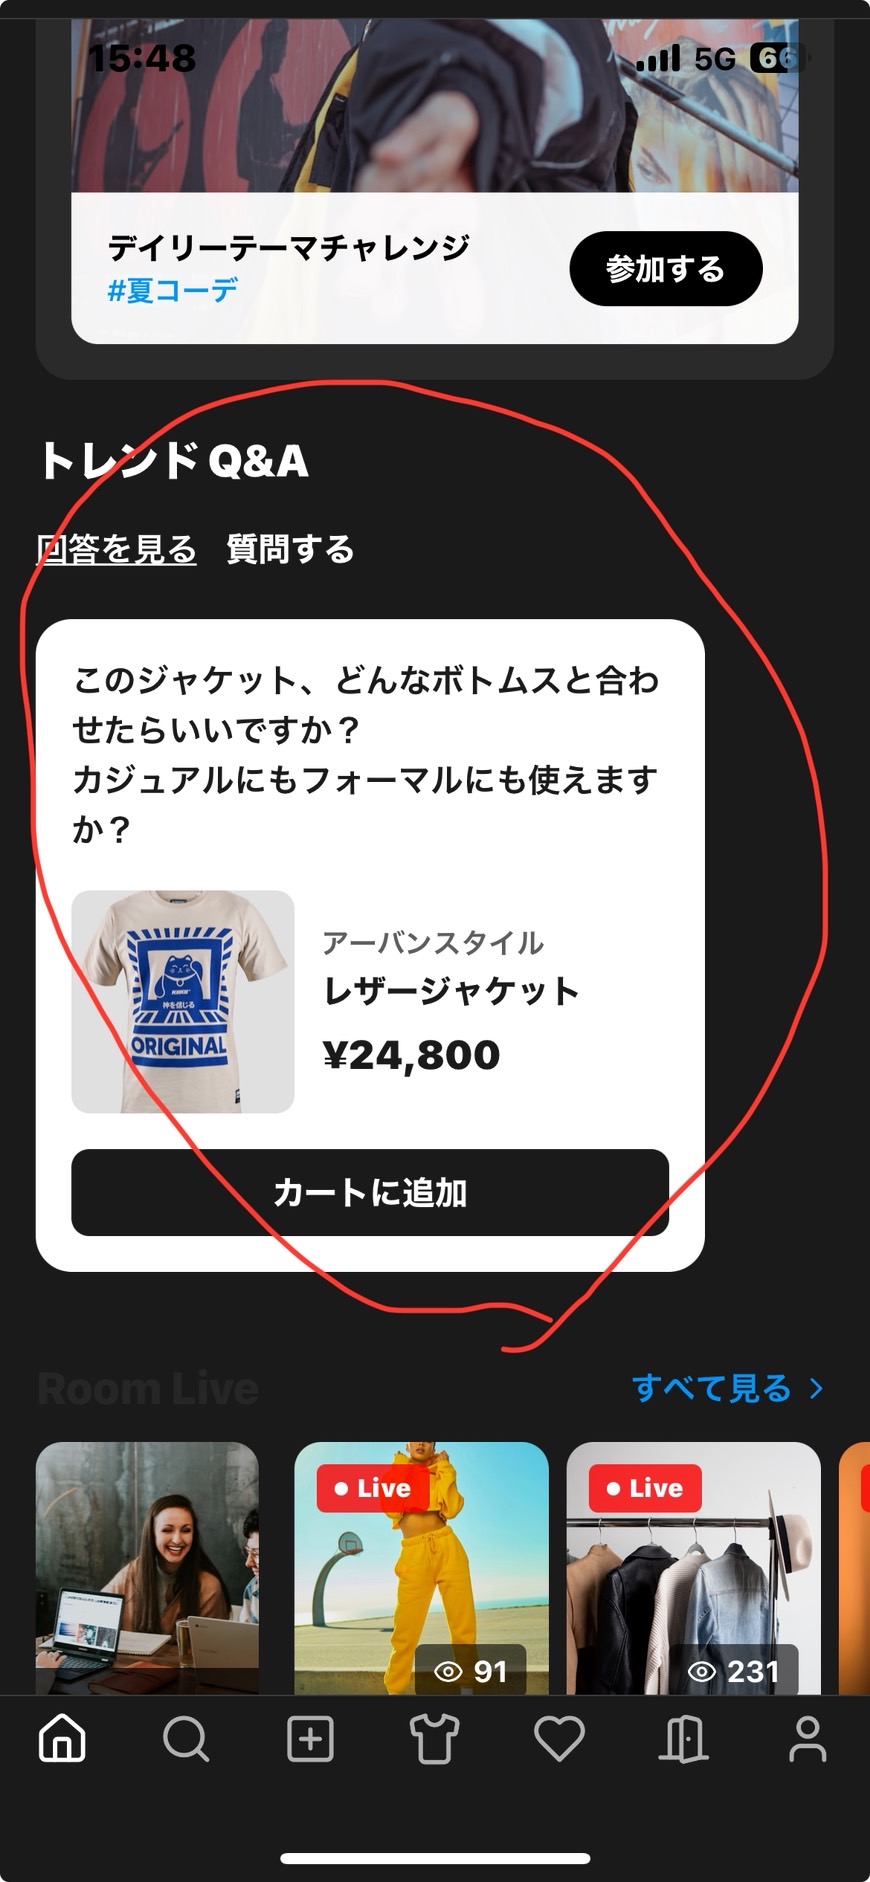 15:48
5G
66
デイリーテーマチャレンジ
#夏コーデ
参加する
トレンド Q&A
回答を見る 質問する
このジャケット、どんなボトムスと合わ
せたらいいですか？
カジュアルにもフォーマルにも使えます
か？
神を信じる
ORIGINAL
アーバンスタイル
レザージャケット
¥24,800
カートに追加
Room Live
すべて見る
Live
Live
91
231